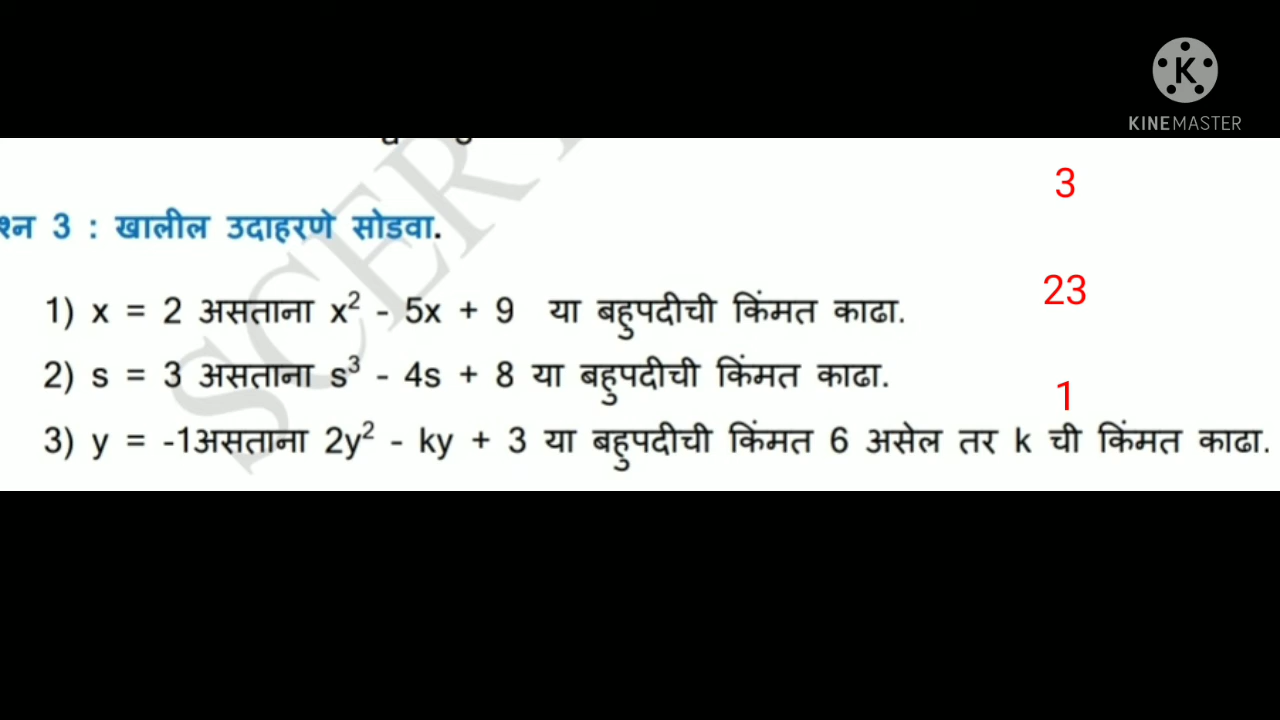 KINEMASTER
3
श्न 3 : खालील उदाहरणे सोडवा.
23
1) x = 2 असताना x² - 5x + 9 या बहुपदीची किंमत काढा.
2) s = 3 असताना s³ - 4s + 8 या बहुपदीची किंमत काढा.
1
3) y = -1असताना 2y² - ky + 3 या बहुपदीची किंमत 6 असेल तर k ची किंमत काढा.
SCERT